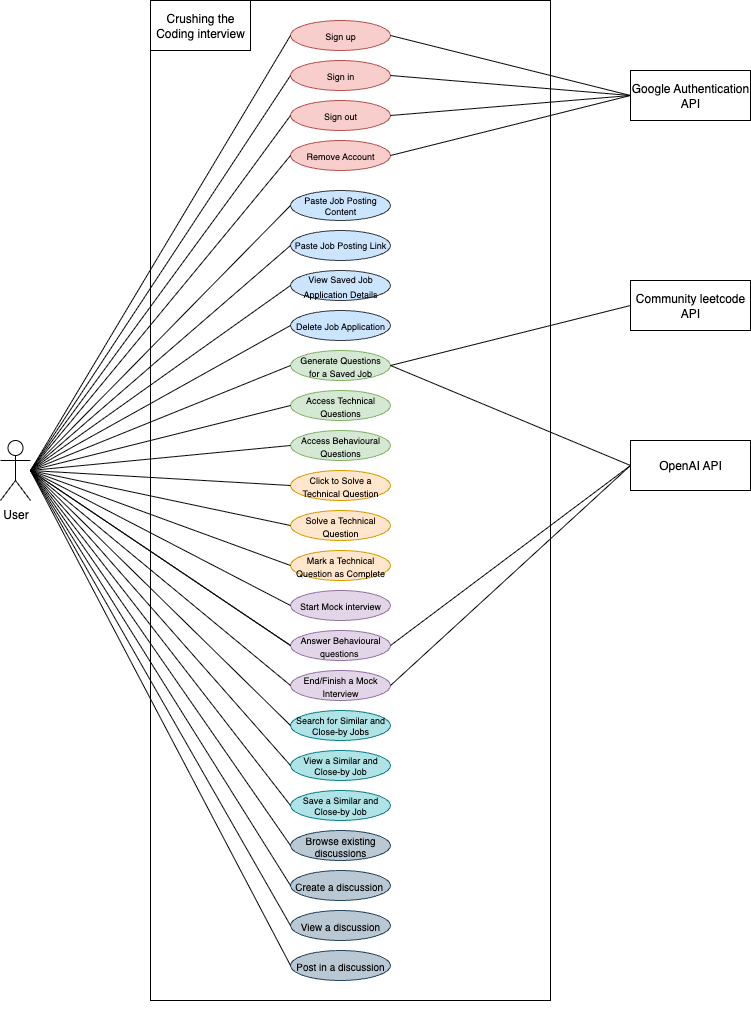 Crushing the
Coding interview
Sign up
Sign in
Sign out
Remove Account
Google Authentication
API
Paste Job Posting
Content
Paste Job Posting Link
View Saved Job
Application Details
Delete Job Application
Community leetcode
API
Generate Questions
for a Saved Job
Access Technical
Questions
Access Behavioural
Questions
OpenAI API
Click to Solve a
Technical Question
User
Solve a Technical
Question
Mark a Technical
Question as Complete
Start Mock interview
Answer Behavioural
questions
End/Finish a Mock
Interview
Search for Similar and
Close-by Jobs
View a Similar and
Close-by Job
Save a Similar and
Close-by Job
Browse existing
discussions
Create a discussion
View a discussion
Post in a discussion